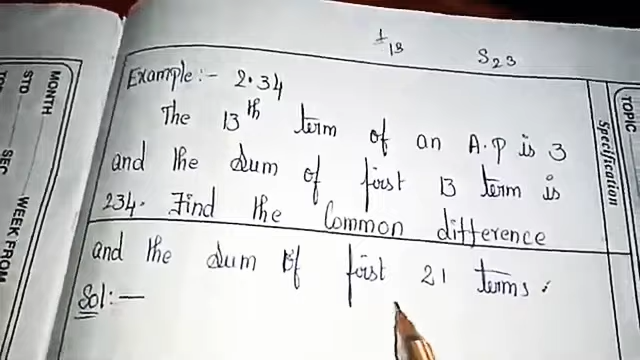 t13 S23
Example:- 2.34
The 13th term of an A.P is 3
and the Sum of first 13 term is
234. Find the Common difference
and the Sum of first 21 terms.
Sol:-
MONTH
STD
SEC
WEEK FROM
TOPIC
Specification